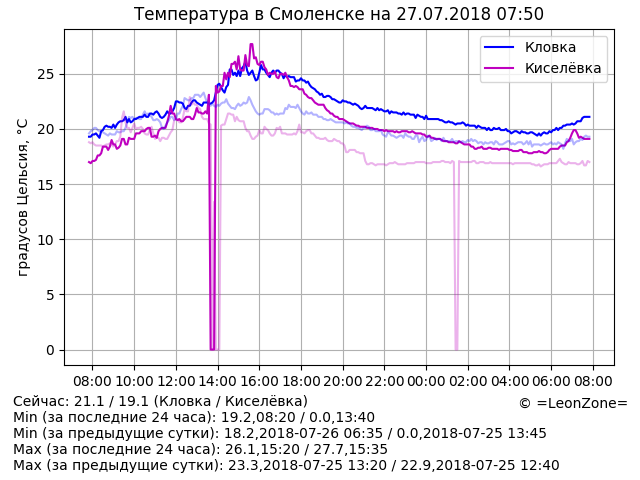 Температура в Смоленске на 27.07.2018 07:50
Кловка
Киселёвка
градусов Цельсия, °C
25
20
15
10
5
0
08:00 10:00 12:00 14:00 16:00 18:00 20:00 22:00 00:00 02:00 04:00 06:00 08:00
Сейчас: 21.1 / 19.1 (Кловка / Киселёвка)
© =LeonZone=
Min (за последние 24 часа): 19.2,08:20 / 0.0,13:40
Min (за предыдущие сутки): 18.2,2018-07-26 06:35 / 0.0,2018-07-25 13:45
Max (за последние 24 часа): 26.1,15:20 / 27.7,15:35
Max (за предыдущие сутки): 23.3,2018-07-25 13:20 / 22.9,2018-07-25 12:40